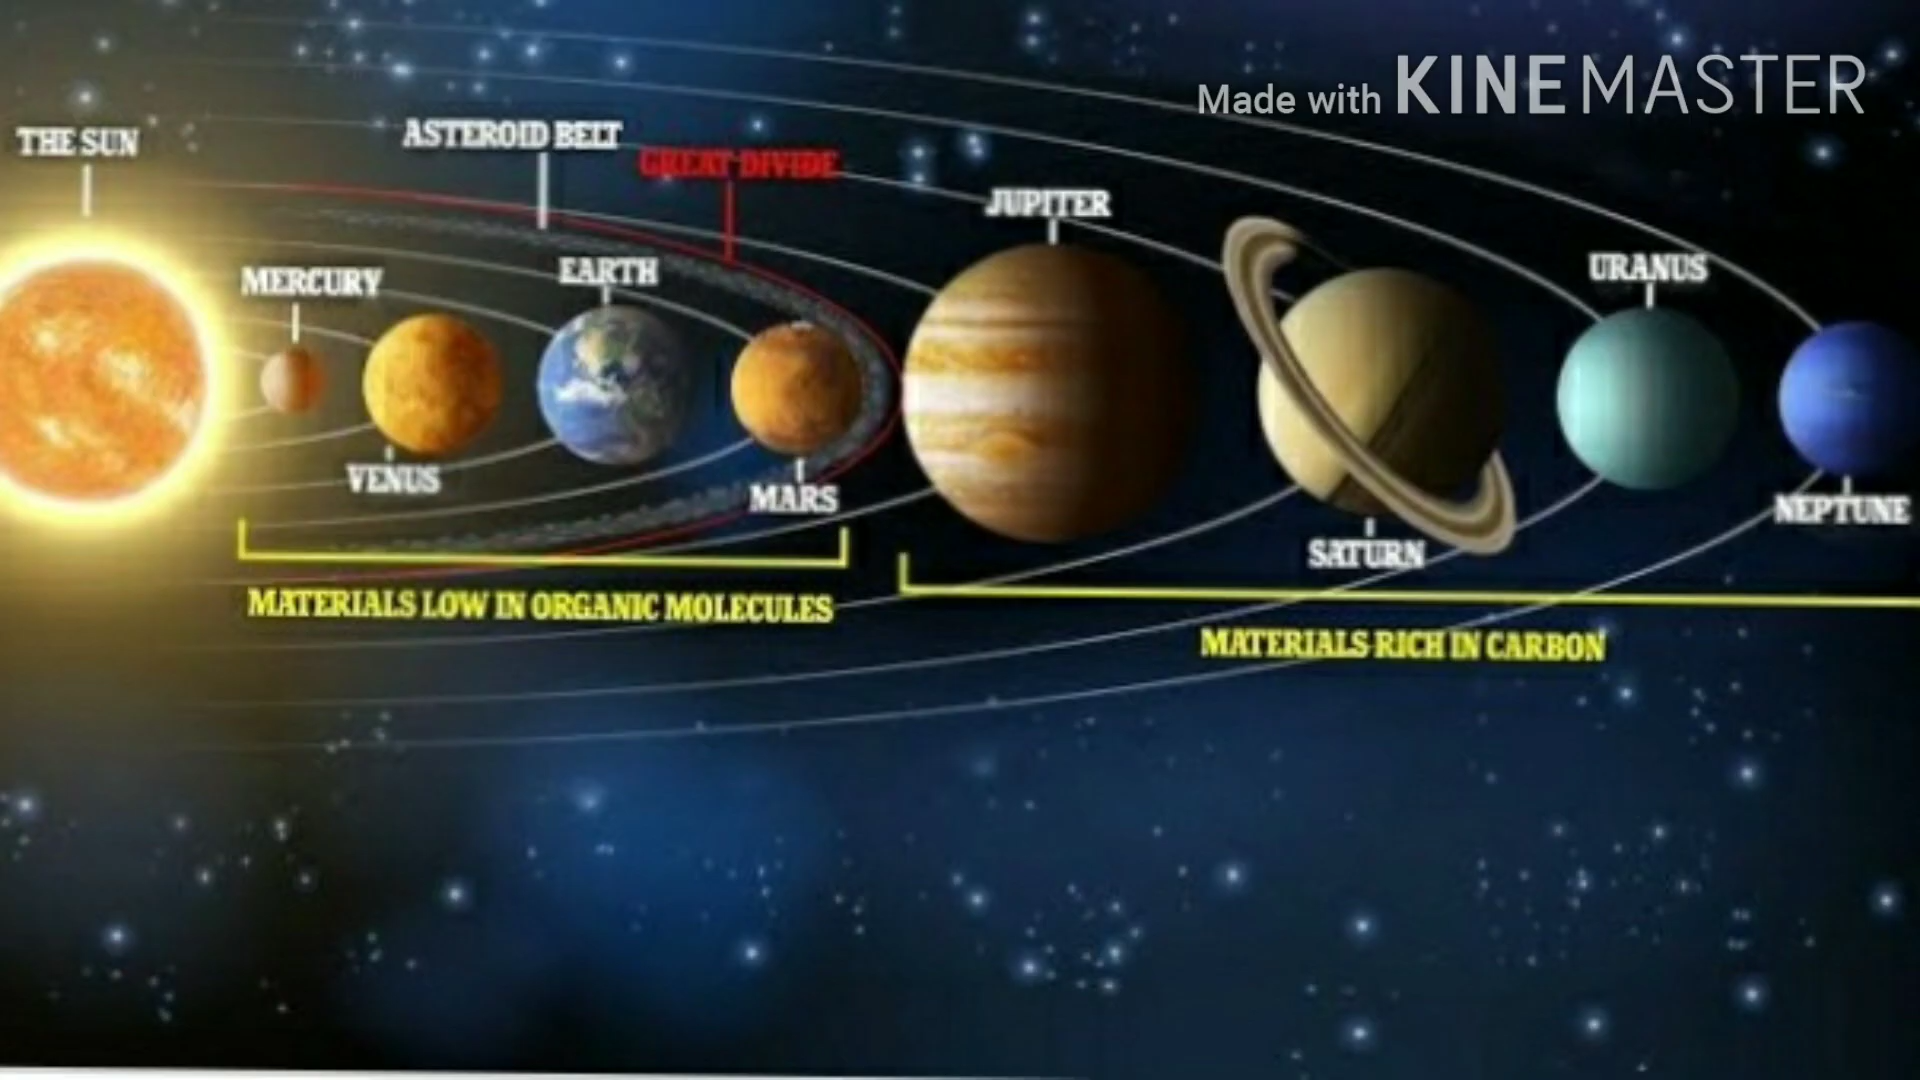 Made with KINEMASTER
THE SUN
ASTEROID BELT
GREAT DIVIDE
JUPITER
MERCURY
EARTH
URANUS
VENUS
MARS
SATURN
NEPTUNE
MATERIALS LOW IN ORGANIC MOLECULES
MATERIALS RICH IN CARBON